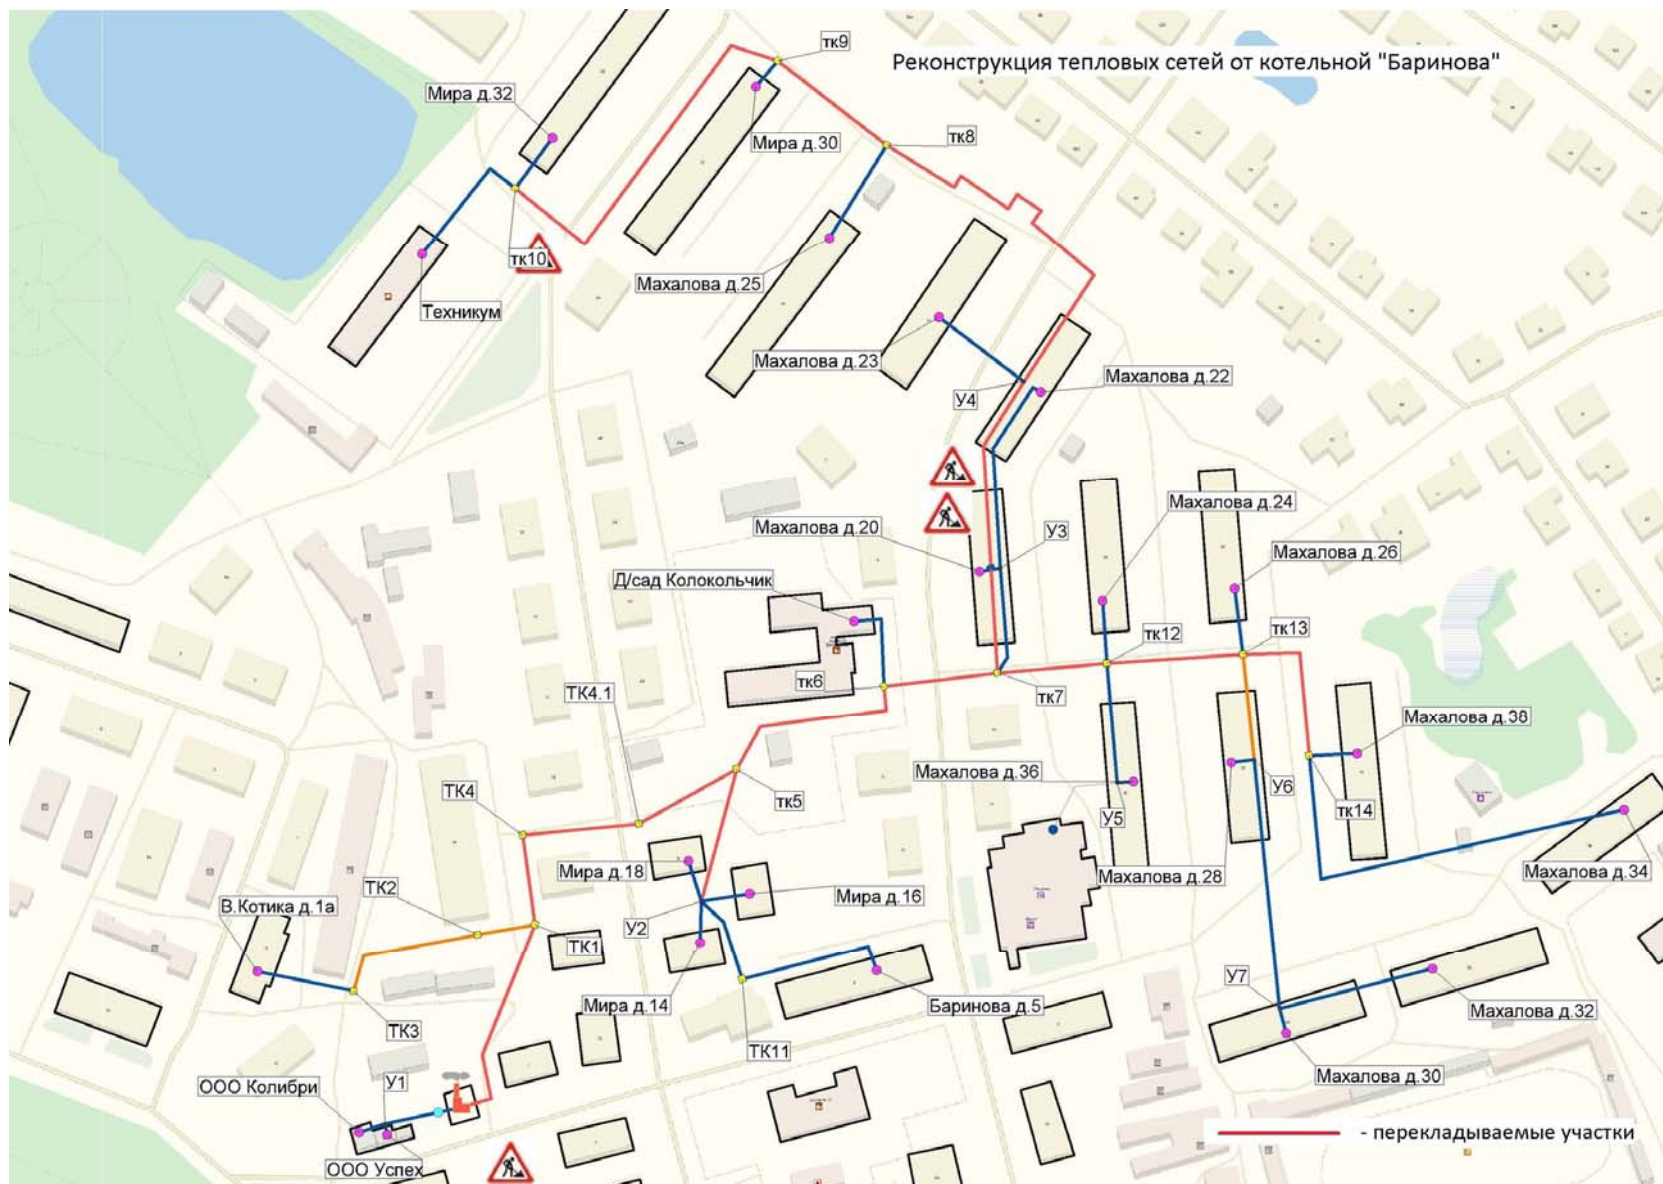 тк9
Реконструкция тепловых сетей от котельной "Баринова"
Мира д.32
тк8
Мира д.30
тк10
Махалова д.25
Техникум
Махалова д.23
Махалова д.22
У4
Махалова д.24
Махалова д.20
У3
Махалова д.26
Д/сад Колокольчик
тк12
тк13
тк6
ТК4.1
тк7
Махалова д.38
Махалова д.36
У6
тк5
тк14
ТК4
У5
Мира д.18
Махалова д.28
Махалова д.34
ТК2
Мира д.16
В.Котика д.1а
У2
ТК1
У7
Мира д.14
Баринова д.5
Махалова д.32
ТК3
ТК11
Махалова д.30
ООО Колибри
У1
- перекладываемые участки
ООО Успех